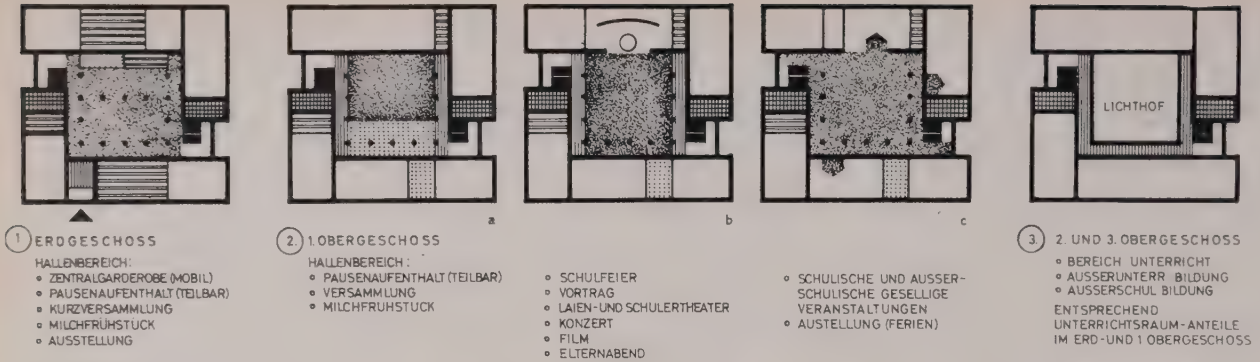 LICHTHOF
a
b
c
1 ERDGESCHOSS
HALLENBEREICH:
∘ ZENTRALGARDEROBE (MOBIL)
∘ PAUSENAUFENTHALT (TEILBAR)
∘ KURZVERSAMMLUNG
∘ MILCHFRÜHSTÜCK
∘ AUSSTELLUNG
2. 1. OBERGESCHOSS
HALLENBEREICH:
∘ PAUSENAUFENTHALT (TEILBAR)
∘ VERSAMMLUNG
∘ MILCHFRUHSTUCK
∘ SCHULFEIER
∘ VORTRAG
∘ LAIEN-UND SCHULERTHEATER
∘ KONZERT
∘ FILM
∘ ELTERNABEND
∘ SCHULISCHE UND AUSSER-
SCHULISCHE GESELLIGE
VERANSTALTUNGEN
∘ AUSTELLUNG (FERIEN)
3. 2. UND 3. OBERGESCHOSS
∘ BEREICH UNTERRICHT
∘ AUSSERUNTERR BILDUNG
∘ AUSSERSCHUL BILDUNG
ENTSPRECHEND
UNTERRICHTSRAUM-ANTEILE
IM ERD-UND 1 OBERGESCHOSS